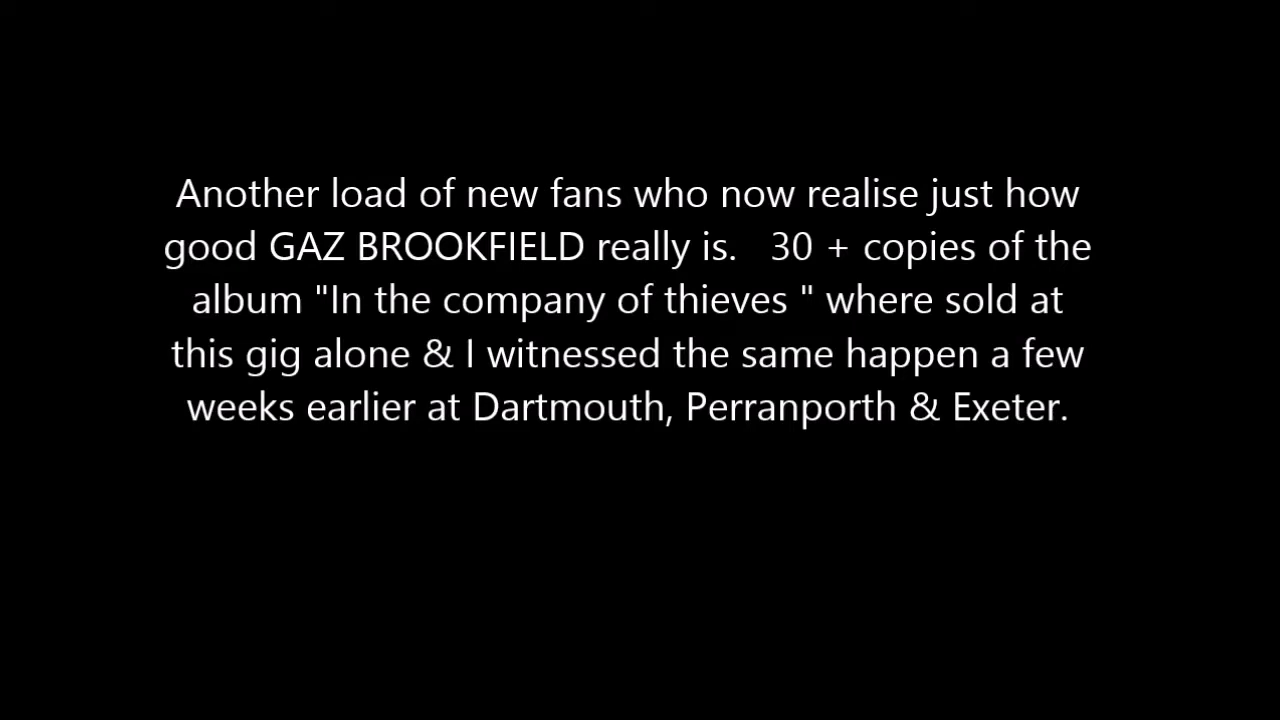 Another load of new fans who now realise just how
good GAZ BROOKFIELD really is.   30 + copies of the
album "In the company of thieves " where sold at
this gig alone & I witnessed the same happen a few
weeks earlier at Dartmouth, Perranporth & Exeter.